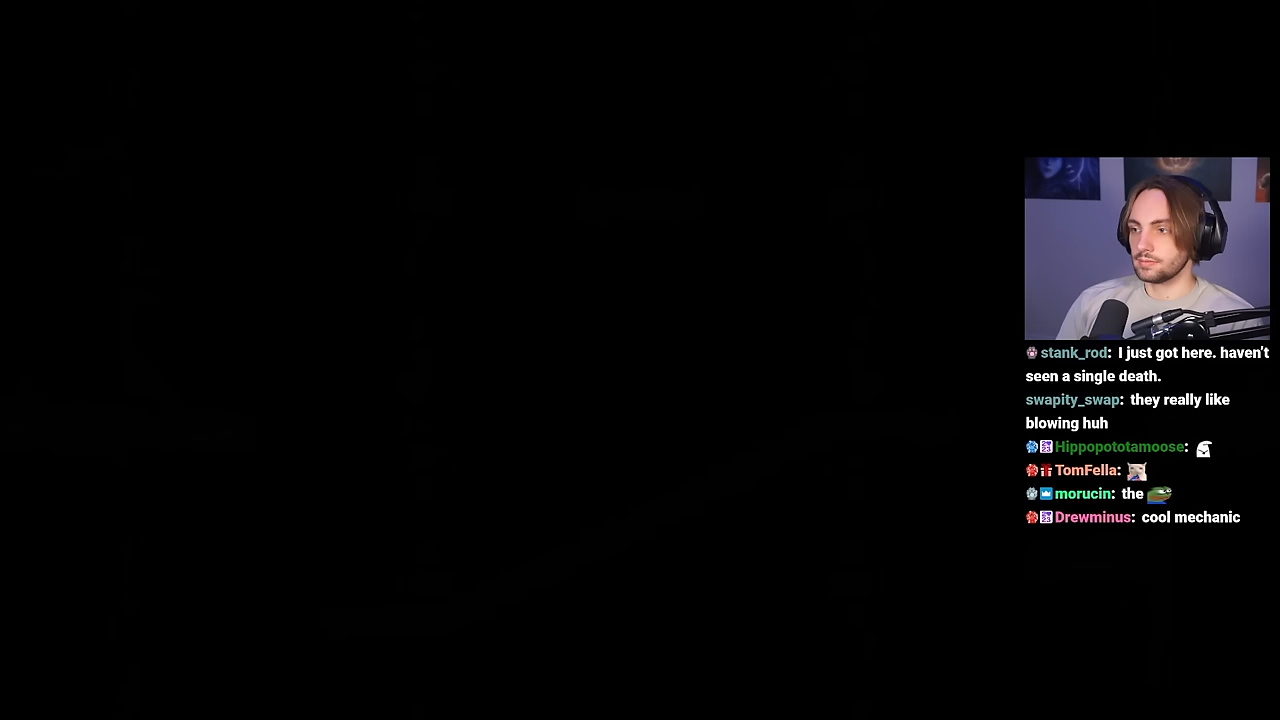 stank_rod: I just got here. haven't
seen a single death.
swapity_swap: they really like
blowing huh
Hippopototamoose:
TomFella:
morucin: the
Drewminus: cool mechanic